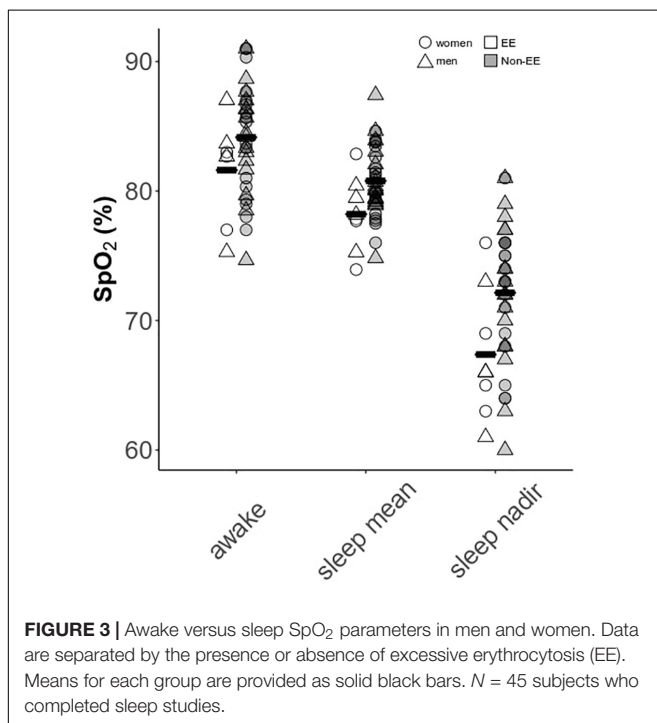 women
EE
men
Non-EE
90
80
70
60
SpO₂ (%)
awake
sleep mean
sleep nadir
FIGURE 3 | Awake versus sleep SpO₂ parameters in men and women. Data
are separated by the presence or absence of excessive erythrocytosis (EE).
Means for each group are provided as solid black bars. N = 45 subjects who
completed sleep studies.